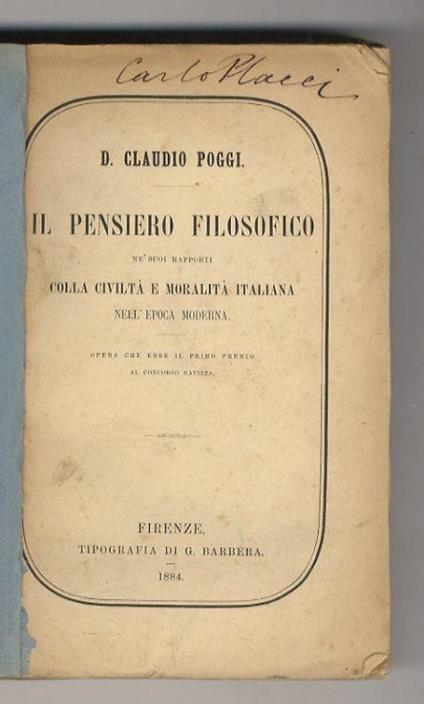 Carlo Placci
D. CLAUDIO POGGI.
IL PENSIERO FILOSOFICO
NE' SUOI RAPPORTI
COLLA CIVILTÀ E MORALITÀ ITALIANA
NELL'EPOCA MODERNA.
OPERA CHE EBBE IL PRIMO PREMIO
AL CONCORSO RAVIZZA.
FIRENZE,
TIPOGRAFIA DI G. BARBÈRA.
1884.